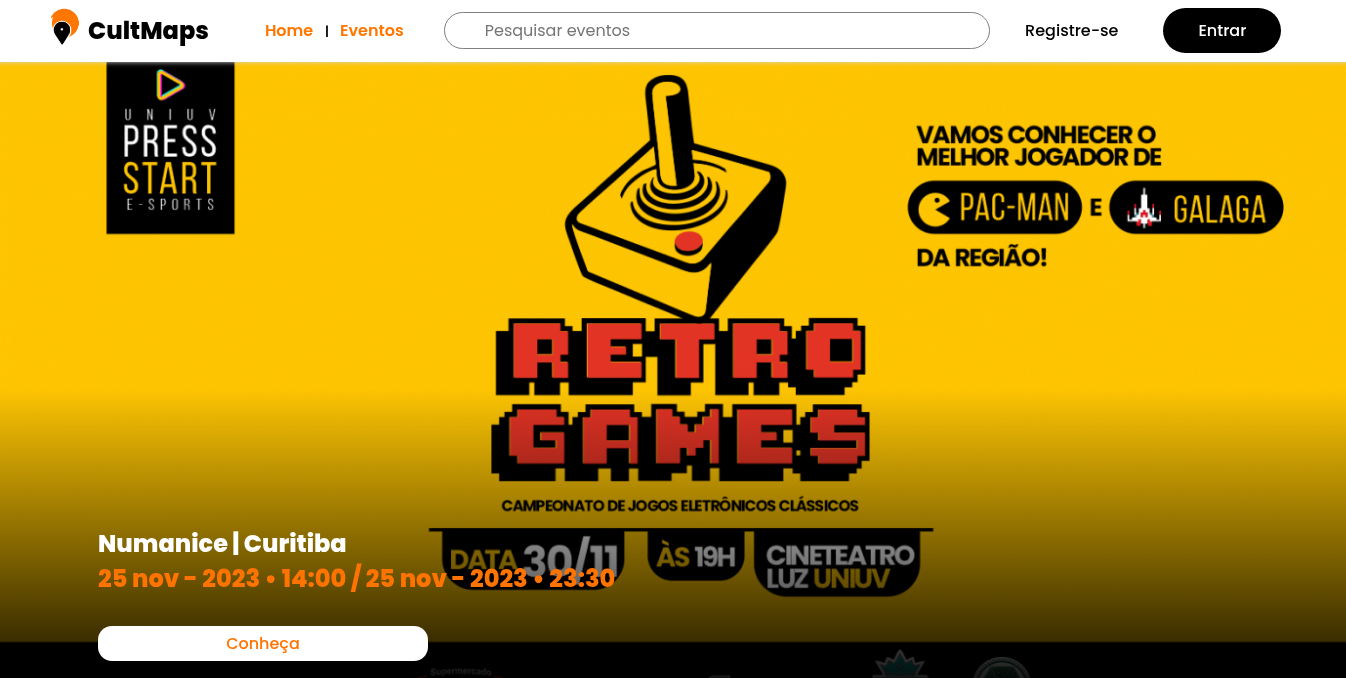 CultMaps
Home
Eventos
Pesquisar eventos
Registre-se
Entrar
UNIUV
PRESS
START
E-SPORTS
VAMOS CONHECER O
MELHOR JOGADOR DE
PAC-MAN E GALAGA
DA REGIÃO!
RETRO
GAMES
CAMPEONATO DE JOGOS ELETRÔNICOS CLÁSSICOS
DATA 30/11
ÀS 19H
CINETEATRO
LUZ UNIUV
Numanice | Curitiba
25 nov - 2023 • 14:00 / 25 nov - 2023 • 23:30
Conheça
Supermercado